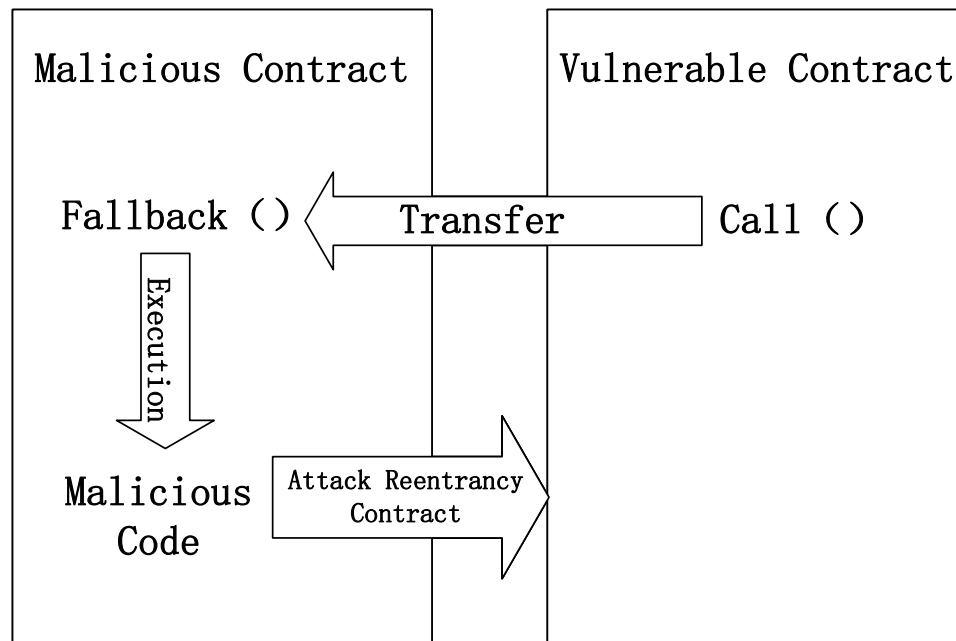 Malicious Contract
Vulnerable Contract
Fallback ()
Transfer
Call ()
Execution
Attack Reentrancy
Contract
Malicious
Code